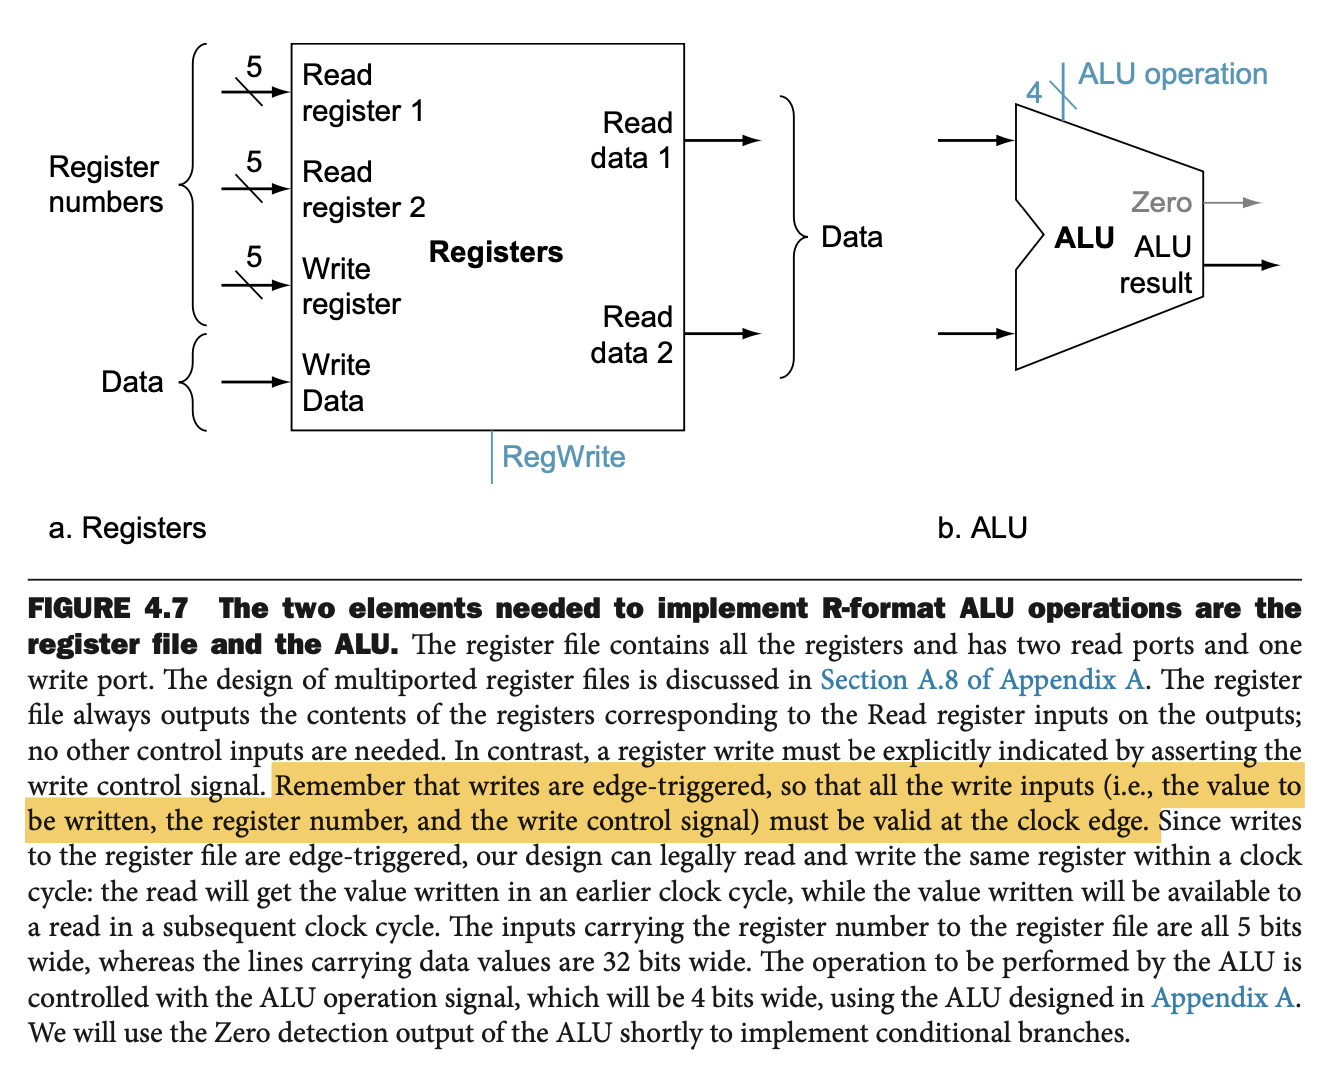 5
Read
register 1
5
Read
register 2
5
Write
register
Write
Data
Register
numbers
Data
Registers
Read
data 1
Read
data 2
Data
RegWrite
4
ALU operation
Zero
ALU
ALU
result
a. Registers
b. ALU
FIGURE 4.7 The two elements needed to implement R-format ALU operations are the
register file and the ALU. The register file contains all the registers and has two read ports and one
write port. The design of multiported register files is discussed in Section A.8 of Appendix A. The register
file always outputs the contents of the registers corresponding to the Read register inputs on the outputs;
no other control inputs are needed. In contrast, a register write must be explicitly indicated by asserting the
write control signal. Remember that writes are edge-triggered, so that all the write inputs (i.e., the value to
be written, the register number, and the write control signal) must be valid at the clock edge. Since writes
to the register file are edge-triggered, our design can legally read and write the same register within a clock
cycle: the read will get the value written in an earlier clock cycle, while the value written will be available to
a read in a subsequent clock cycle. The inputs carrying the register number to the register file are all 5 bits
wide, whereas the lines carrying data values are 32 bits wide. The operation to be performed by the ALU is
controlled with the ALU operation signal, which will be 4 bits wide, using the ALU designed in Appendix A.
We will use the Zero detection output of the ALU shortly to implement conditional branches.